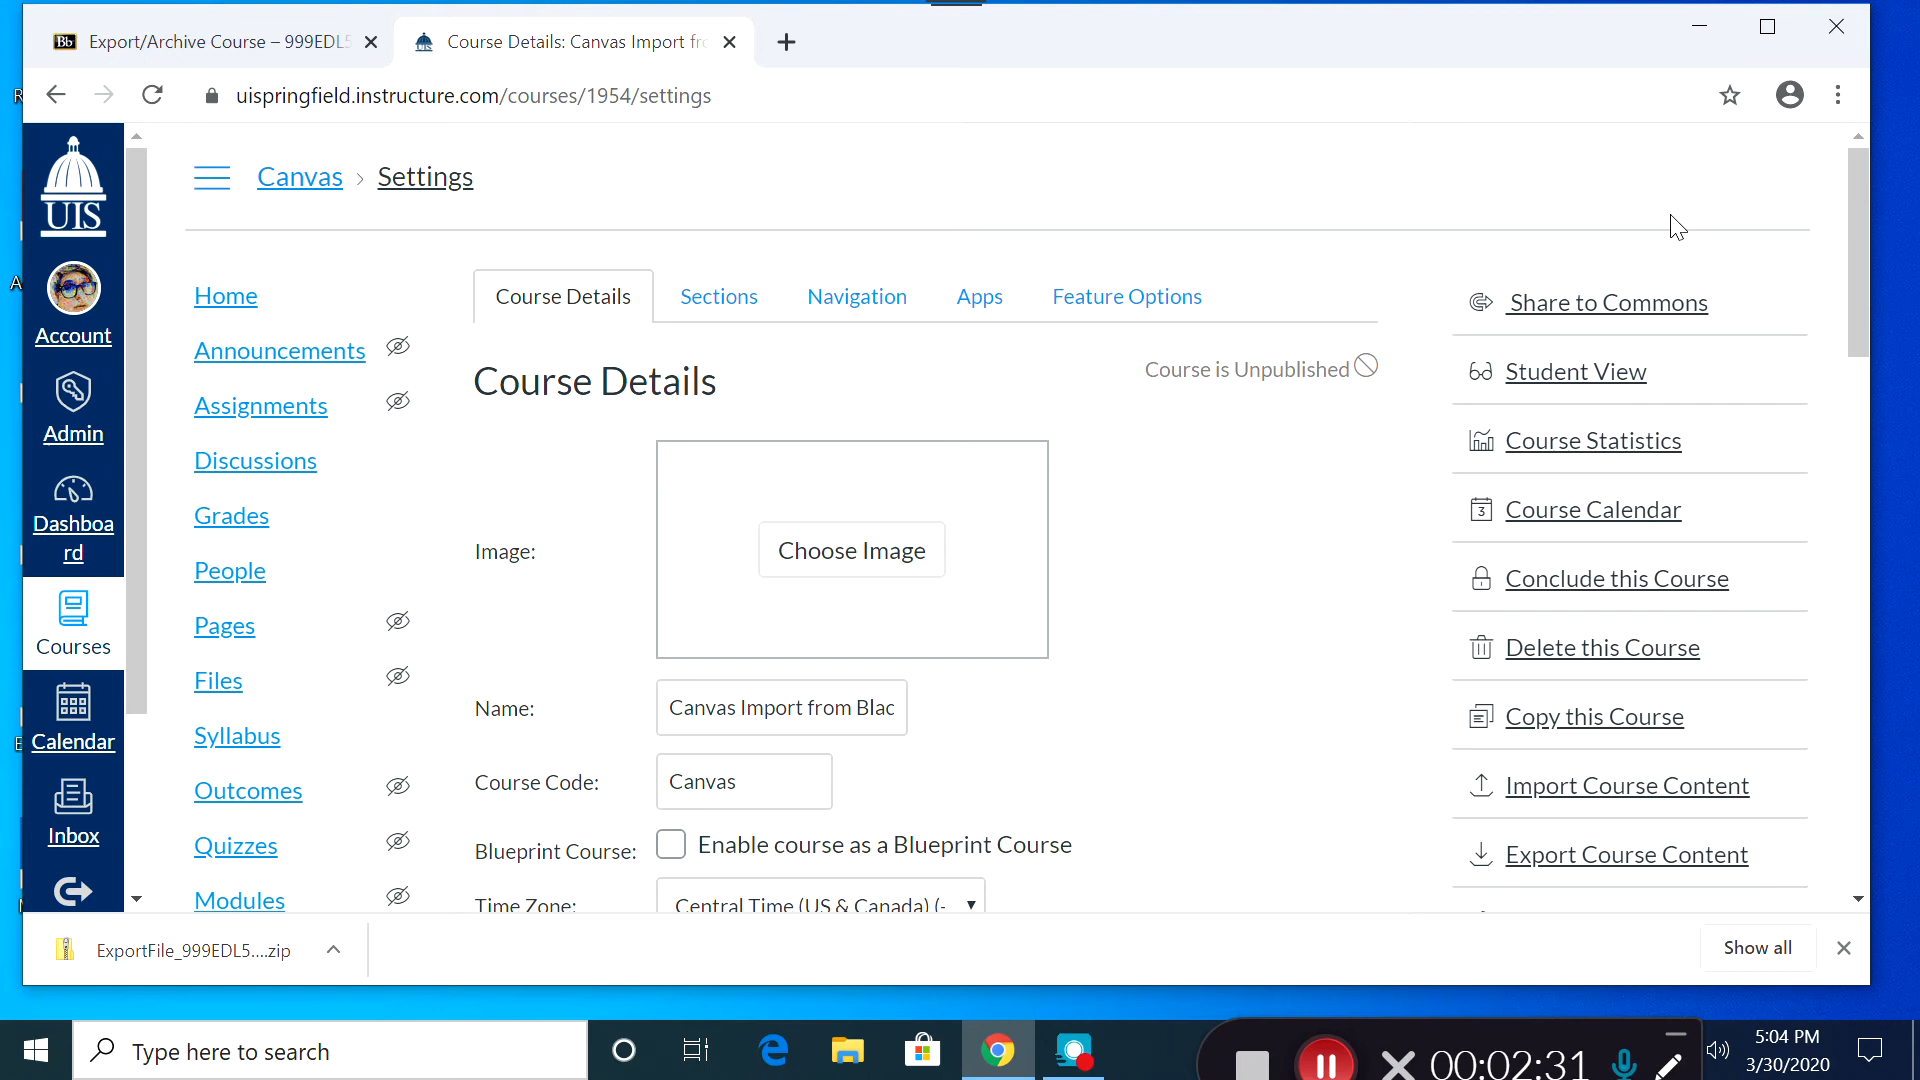 Export/Archive Course – 999EDL5
Course Details: Canvas Import fro
uispringfield.instructure.com/courses/1954/settings
UIS
Account
Admin
Dashboa
rd
Courses
Calendar
Inbox
Canvas > Settings
Home
Announcements
Assignments
Discussions
Grades
People
Pages
Files
Syllabus
Outcomes
Quizzes
Modules
Course Details
Sections
Navigation
Apps
Feature Options
Course Details
Course is Unpublished
Image:
Choose Image
Name:
Canvas Import from Blac
Course Code:
Canvas
Blueprint Course:
Enable course as a Blueprint Course
Time Zone:
Central Time (US & Canada) (-
Share to Commons
Student View
Course Statistics
3
Course Calendar
Conclude this Course
Delete this Course
Copy this Course
Import Course Content
Export Course Content
ExportFile_999EDL5....zip
Show all
Type here to search
00:02:31
5:04 PM
3/30/2020
Bb
R
A
E